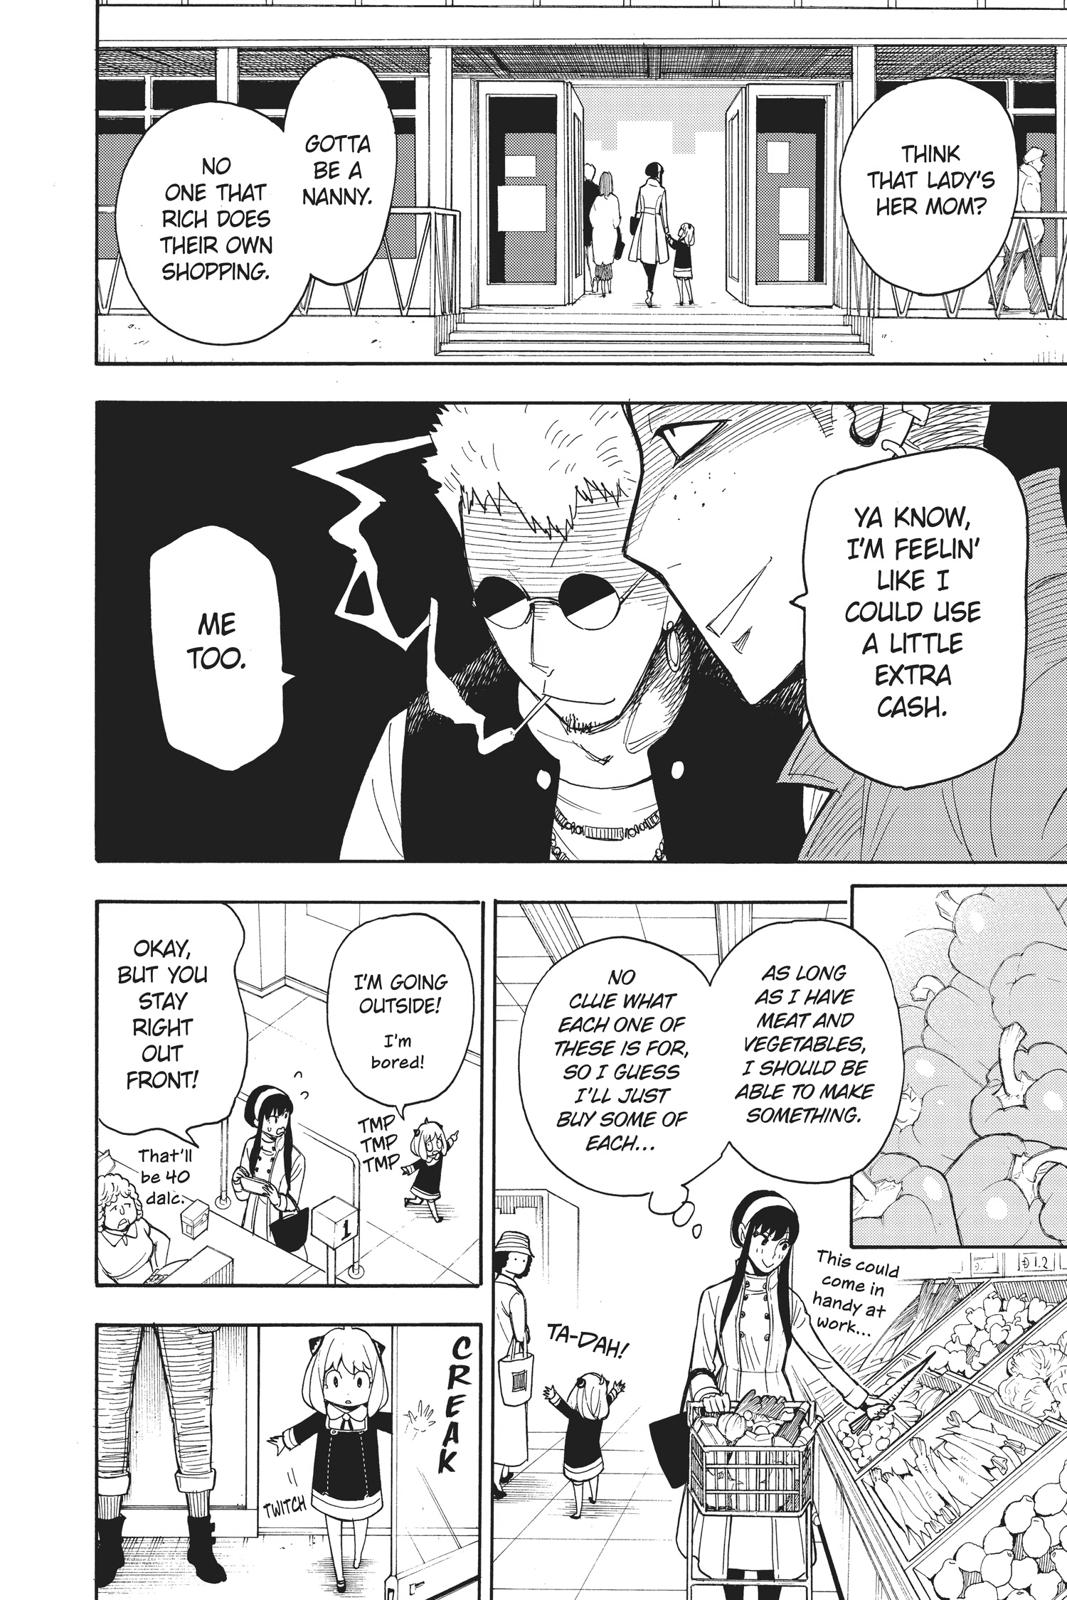 THINK
THAT LADY'S
HER MOM?
GOTTA
BE A
NANNY.
NO
ONE THAT
RICH DOES
THEIR OWN
SHOPPING.
YA KNOW,
I'M FEELIN'
LIKE I
COULD USE
A LITTLE
EXTRA
CASH.
ME
TOO.
AS LONG
AS I HAVE
MEAT AND
VEGETABLES,
I SHOULD BE
ABLE TO MAKE
SOMETHING.
NO
CLUE WHAT
EACH ONE OF
THESE IS FOR,
SO I GUESS
I'LL JUST
BUY SOME OF
EACH...
This could
come in
handy at
work...
1.2
TA-DAH!
I'M GOING
OUTSIDE!
I'm
bored!
TMP
TMP
TMP
OKAY,
BUT YOU
STAY
RIGHT
OUT
FRONT!
That'll
be 40
dalc.
1
CREAK
TWITCH